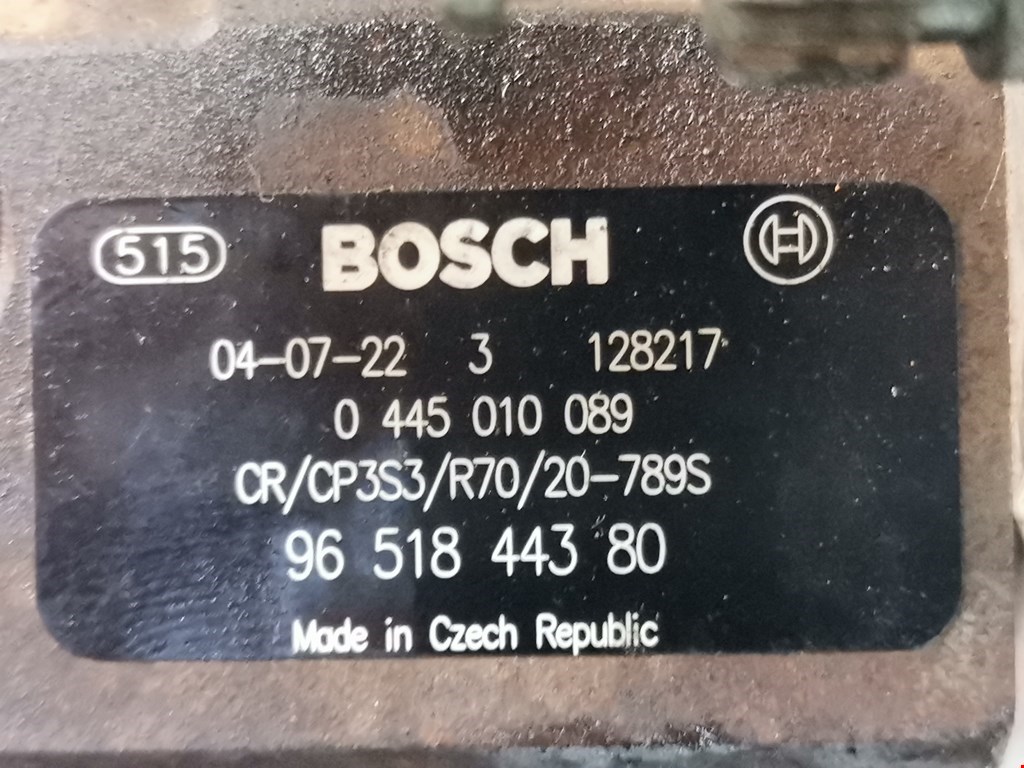 515 BOSCH
04-07-22 3 128217
0 445 010 089
CR/CP3S3/R70/20-789S
96 518 443 80
Made in Czech Republic